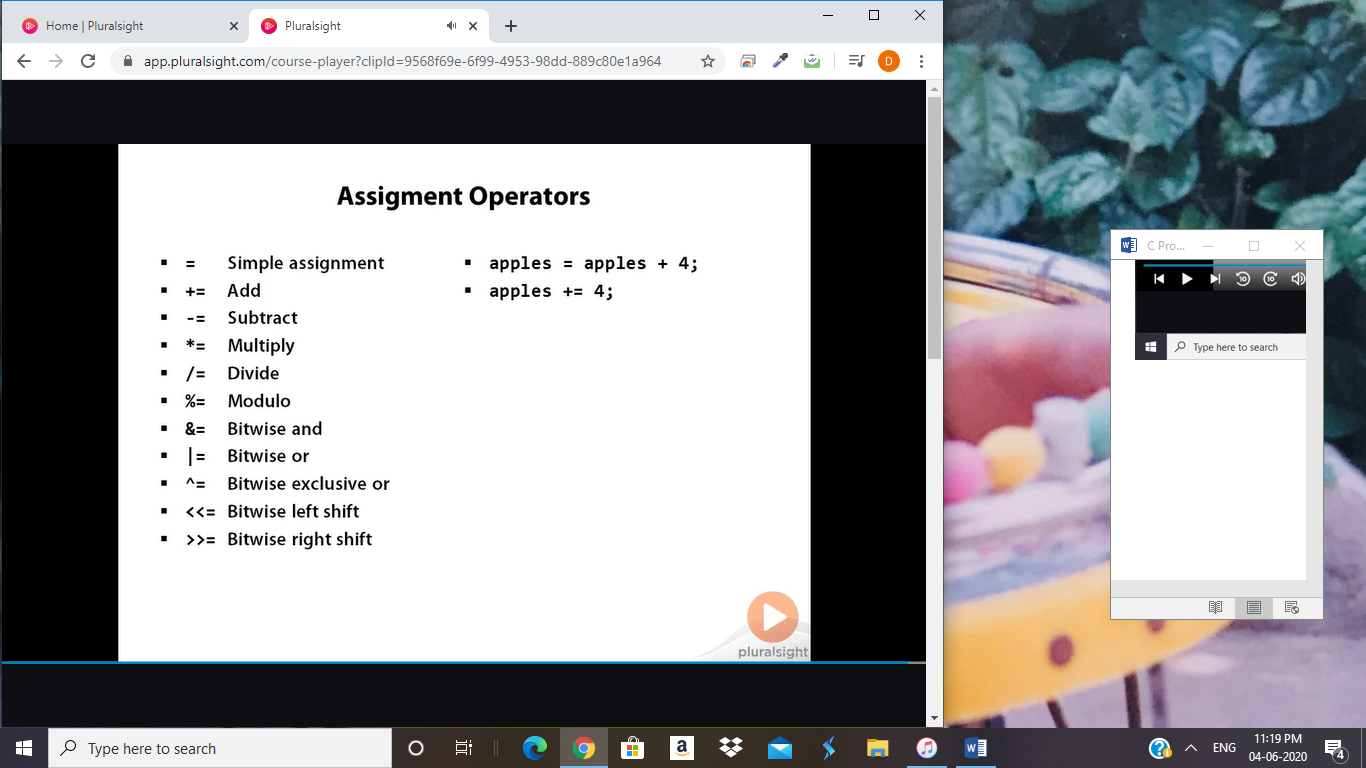 Home | Pluralsight
Pluralsight
app.pluralsight.com/course-player?clipId=9568f69e-6f99-4953-98dd-889c80e1a964
D
Assigment Operators
= Simple assignment
+= Add
-= Subtract
*= Multiply
/= Divide
%= Modulo
&= Bitwise and
|= Bitwise or
^= Bitwise exclusive or
<<= Bitwise left shift
>>= Bitwise right shift
apples = apples + 4;
apples += 4;
pluralsight
C Pro...
10
10
Type here to search
Type here to search
ENG
11:19 PM
04-06-2020
4